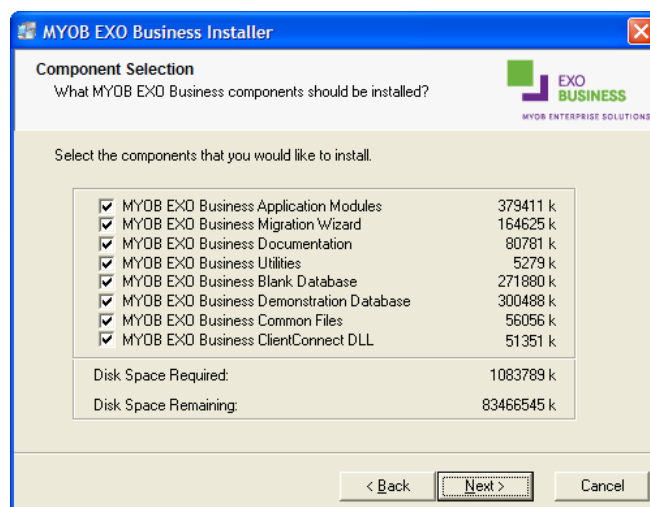 MYOB EXO Business Installer
Component Selection
What MYOB EXO Business components should be installed?
EXO
BUSINESS
MYOB ENTERPRISE SOLUTIONS
Select the components that you would like to install.
MYOB EXO Business Application Modules 379411 k
MYOB EXO Business Migration Wizard 164625 k
MYOB EXO Business Documentation 80781 k
MYOB EXO Business Utilities 5279 k
MYOB EXO Business Blank Database 271880 k
MYOB EXO Business Demonstration Database 300488 k
MYOB EXO Business Common Files 56056 k
MYOB EXO Business ClientConnect DLL 51351 k
Disk Space Required: 1083789 k
Disk Space Remaining: 83466545 k
< Back Next > Cancel